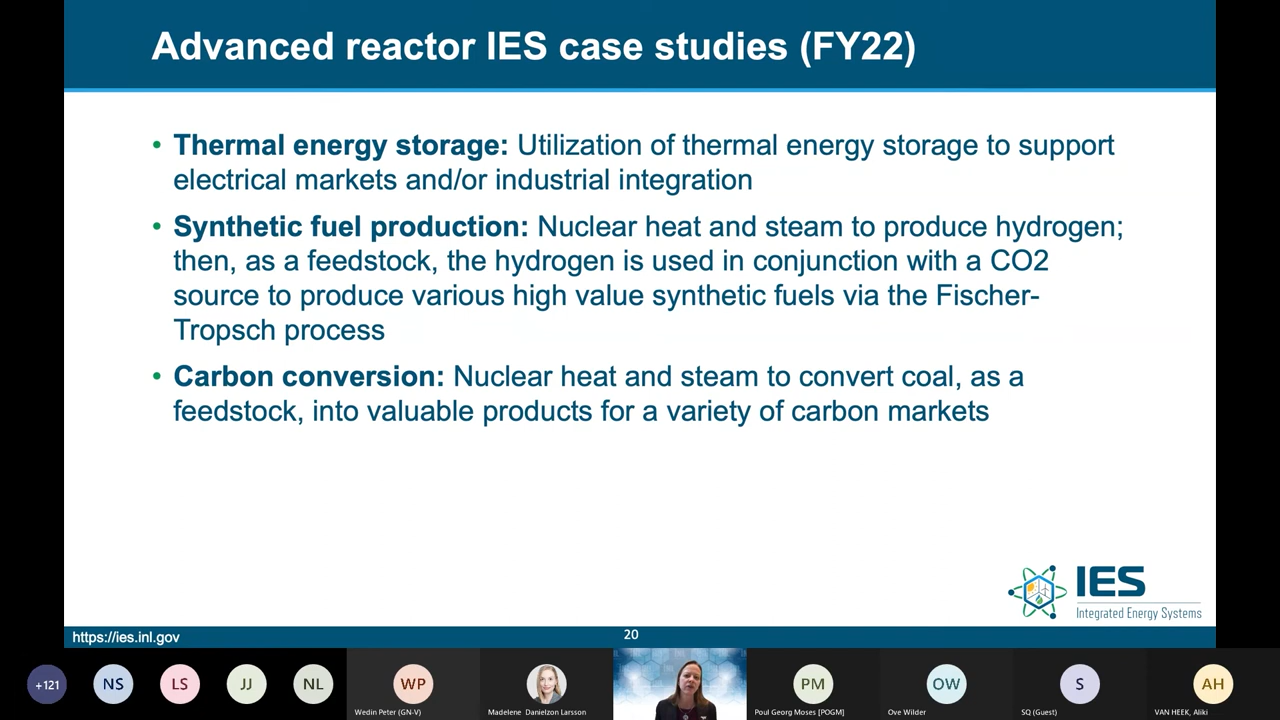 Advanced reactor IES case studies (FY22)
• Thermal energy storage: Utilization of thermal energy storage to support
electrical markets and/or industrial integration
• Synthetic fuel production: Nuclear heat and steam to produce hydrogen;
then, as a feedstock, the hydrogen is used in conjunction with a CO2
source to produce various high value synthetic fuels via the Fischer-
Tropsch process
• Carbon conversion: Nuclear heat and steam to convert coal, as a
feedstock, into valuable products for a variety of carbon markets
IES
Integrated Energy Systems
https://ies.inl.gov
20
+121
NS
LS
JJ
NL
WP
PM
OW
S
AH
Wedin Peter (GN-V)
Madelene Danielzon Larsson
Poul Georg Moses [POGM]
Ove Wilder
SQ (Guest)
VAN HEEK, Aliki